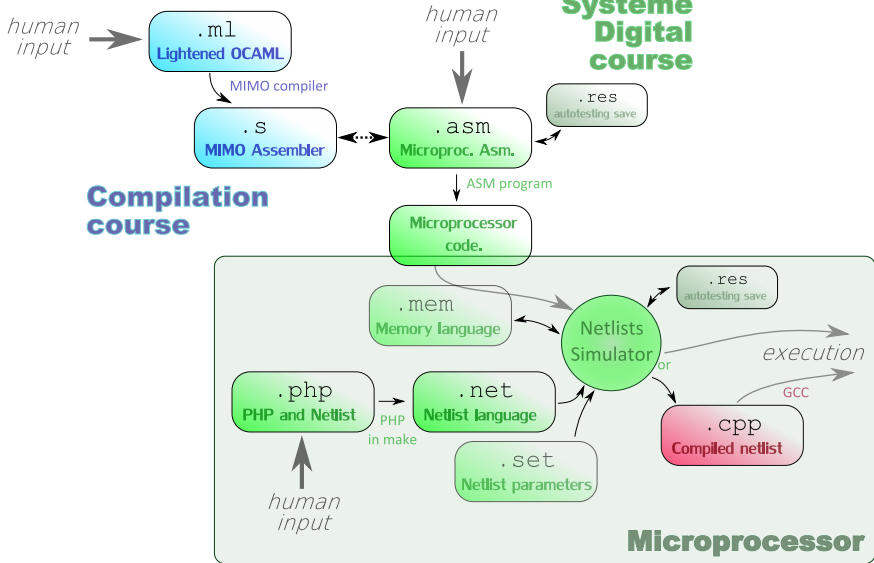 human
input
.ml
Lightened OCAML
MIMO compiler
.s
MIMO Assembler
Compilation
course
Système
Digital
course
human
input
.asm
Microproc. Asm.
.res
autotesting save
ASM program
Microprocessor
code.
.mem
Memory language
Netlists
Simulator
.res
autotesting save
or
execution
GCC
.php
PHP and Netlist
PHP
in make
.net
Netlist language
.set
Netlist parameters
.cpp
Compiled netlist
human
input
Microprocessor